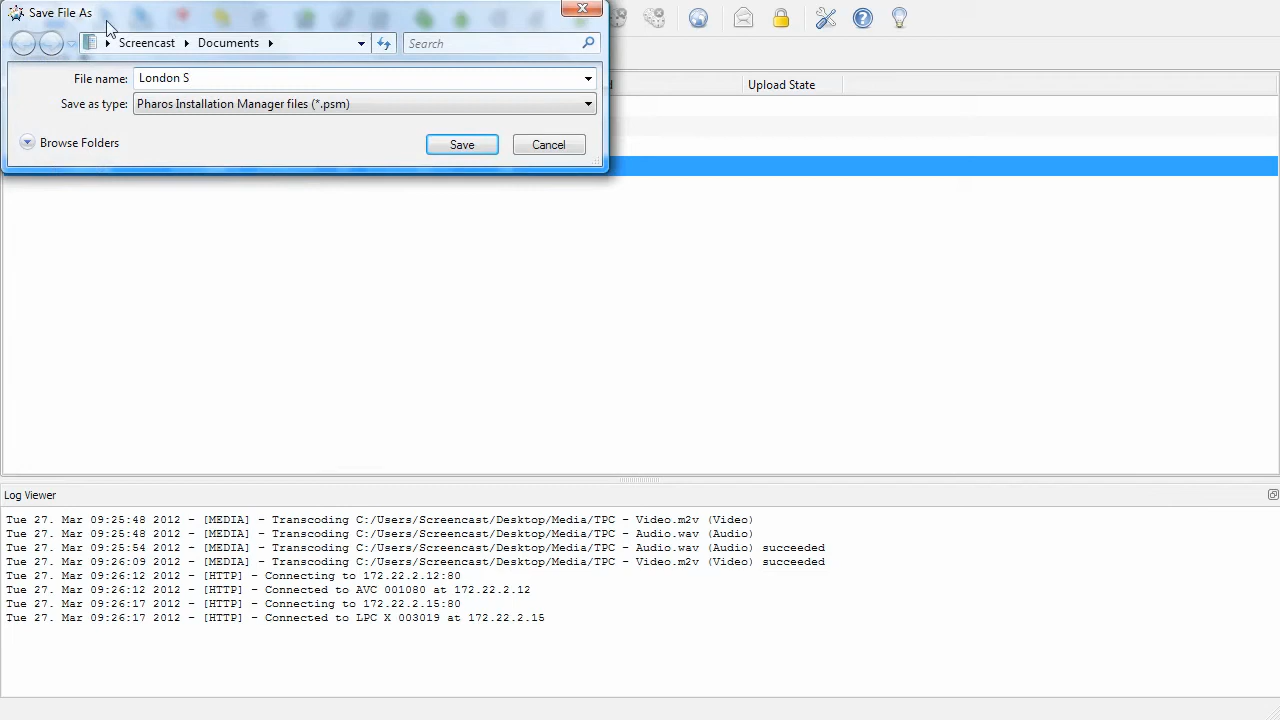 Save File As
Screencast Documents
Search
File name: London S
Save as type: Pharos Installation Manager files (*.psm)
Browse Folders
Save
Cancel
Upload State
Log Viewer
Tue 27. Mar 09:25:48 2012 - [MEDIA] - Transcoding C:/Users/Screencast/Desktop/Media/TPC - Video.m2v (Video)
Tue 27. Mar 09:25:48 2012 - [MEDIA] - Transcoding C:/Users/Screencast/Desktop/Media/TPC - Audio.wav (Audio)
Tue 27. Mar 09:25:54 2012 - [MEDIA] - Transcoding C:/Users/Screencast/Desktop/Media/TPC - Audio.wav (Audio) succeeded
Tue 27. Mar 09:26:09 2012 - [MEDIA] - Transcoding C:/Users/Screencast/Desktop/Media/TPC - Video.m2v (Video) succeeded
Tue 27. Mar 09:26:12 2012 - [HTTP] - Connecting to 172.22.2.12:80
Tue 27. Mar 09:26:12 2012 - [HTTP] - Connected to AVC 001080 at 172.22.2.12
Tue 27. Mar 09:26:17 2012 - [HTTP] - Connecting to 172.22.2.15:80
Tue 27. Mar 09:26:17 2012 - [HTTP] - Connected to LPC X 003019 at 172.22.2.15